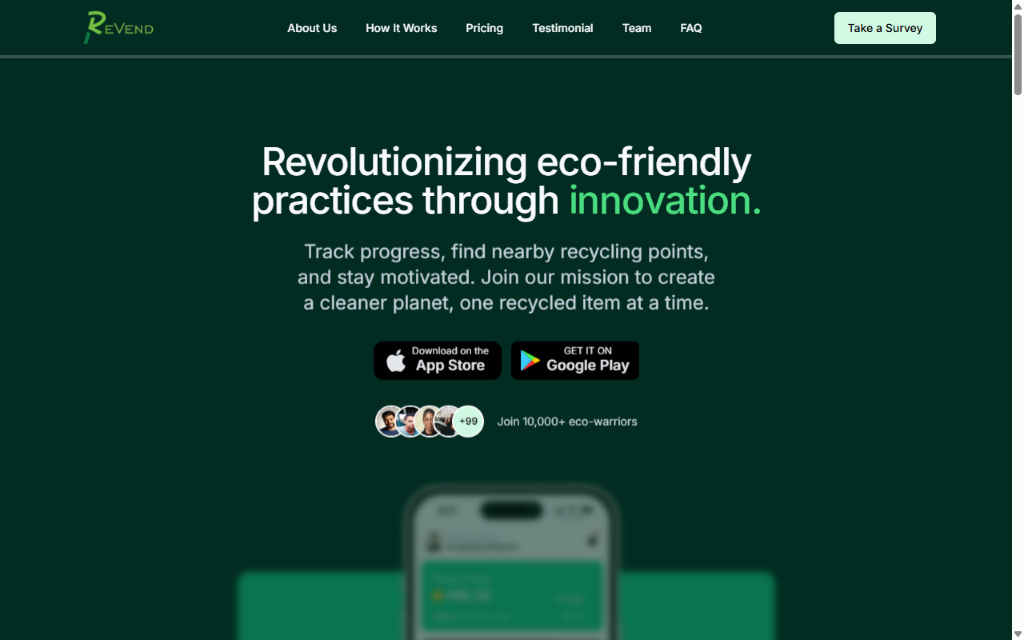 ReVend
About Us
How It Works
Pricing
Testimonial
Team
FAQ
Take a Survey
Revolutionizing eco-friendly
practices through innovation.
Track progress, find nearby recycling points,
and stay motivated. Join our mission to create
a cleaner planet, one recycled item at a time.
Download on the
App Store
GET IT ON
Google Play
+99
Join 10,000+ eco-warriors